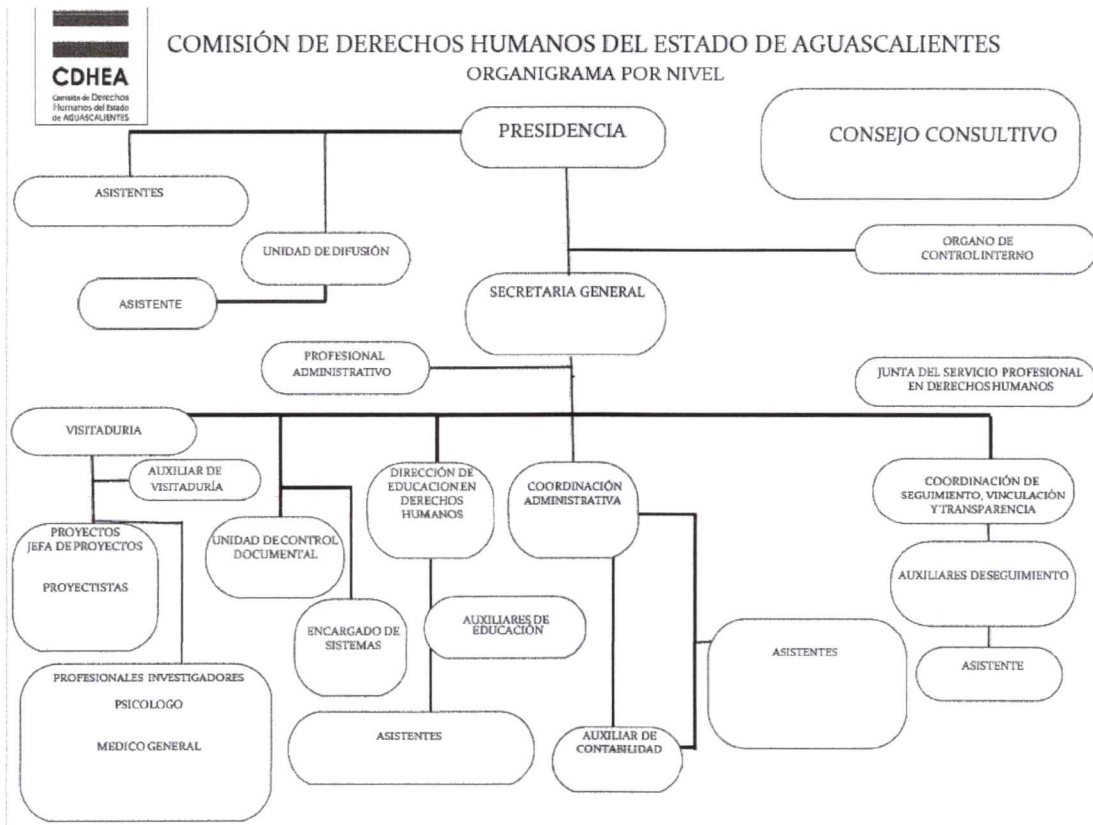 CDHEA
Comisión de Derechos
Humanos del Estado
de AGUASCALIENTES
COMISIÓN DE DERECHOS HUMANOS DEL ESTADO DE AGUASCALIENTES
ORGANIGRAMA POR NIVEL
PRESIDENCIA
CONSEJO CONSULTIVO
ASISTENTES
UNIDAD DE DIFUSIÓN
ORGANO DE
CONTROL INTERNO
ASISTENTE
SECRETARIA GENERAL
PROFESIONAL
ADMINISTRATIVO
JUNTA DEL SERVICIO PROFESIONAL
EN DERECHOS HUMANOS
VISITADURIA
AUXILIAR DE
VISITADURÍA
DIRECCIÓN DE
EDUCACION EN
DERECHOS
HUMANOS
COORDINACIÓN
ADMINISTRATIVA
COORDINACIÓN DE
SEGUIMIENTO, VINCULACIÓN
Y TRANSPARENCIA
PROYECTOS
JEFA DE PROYECTOS
PROYECTISTAS
UNIDAD DE CONTROL
DOCUMENTAL
AUXILIARES DE SEGUIMIENTO
ENCARGADO DE
SISTEMAS
AUXILIARES DE
EDUCACIÓN
ASISTENTES
ASISTENTE
PROFESIONALES INVESTIGADORES
PSICOLOGO
MEDICO GENERAL
ASISTENTES
AUXILIAR DE
CONTABILIDAD